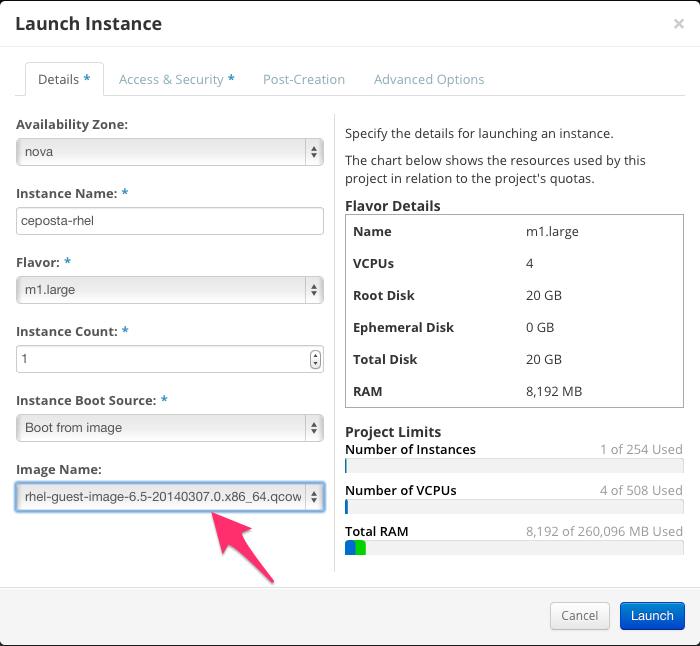 Launch Instance ×
Details *
Access & Security *
Post-Creation
Advanced Options
Availability Zone:
nova
Instance Name: *
ceposta-rhel
Flavor: *
m1.large
Instance Count: *
1
Instance Boot Source: *
Boot from image
Image Name:
rhel-guest-image-6.5-20140307.0.x86_64.qcow
Specify the details for launching an instance.
The chart below shows the resources used by this
project in relation to the project's quotas.
Flavor Details
Name m1.large
VCPUs 4
Root Disk 20 GB
Ephemeral Disk 0 GB
Total Disk 20 GB
RAM 8,192 MB
Project Limits
Number of Instances 1 of 254 Used
Number of VCPUs 4 of 508 Used
Total RAM 8,192 of 260,096 MB Used
Cancel
Launch